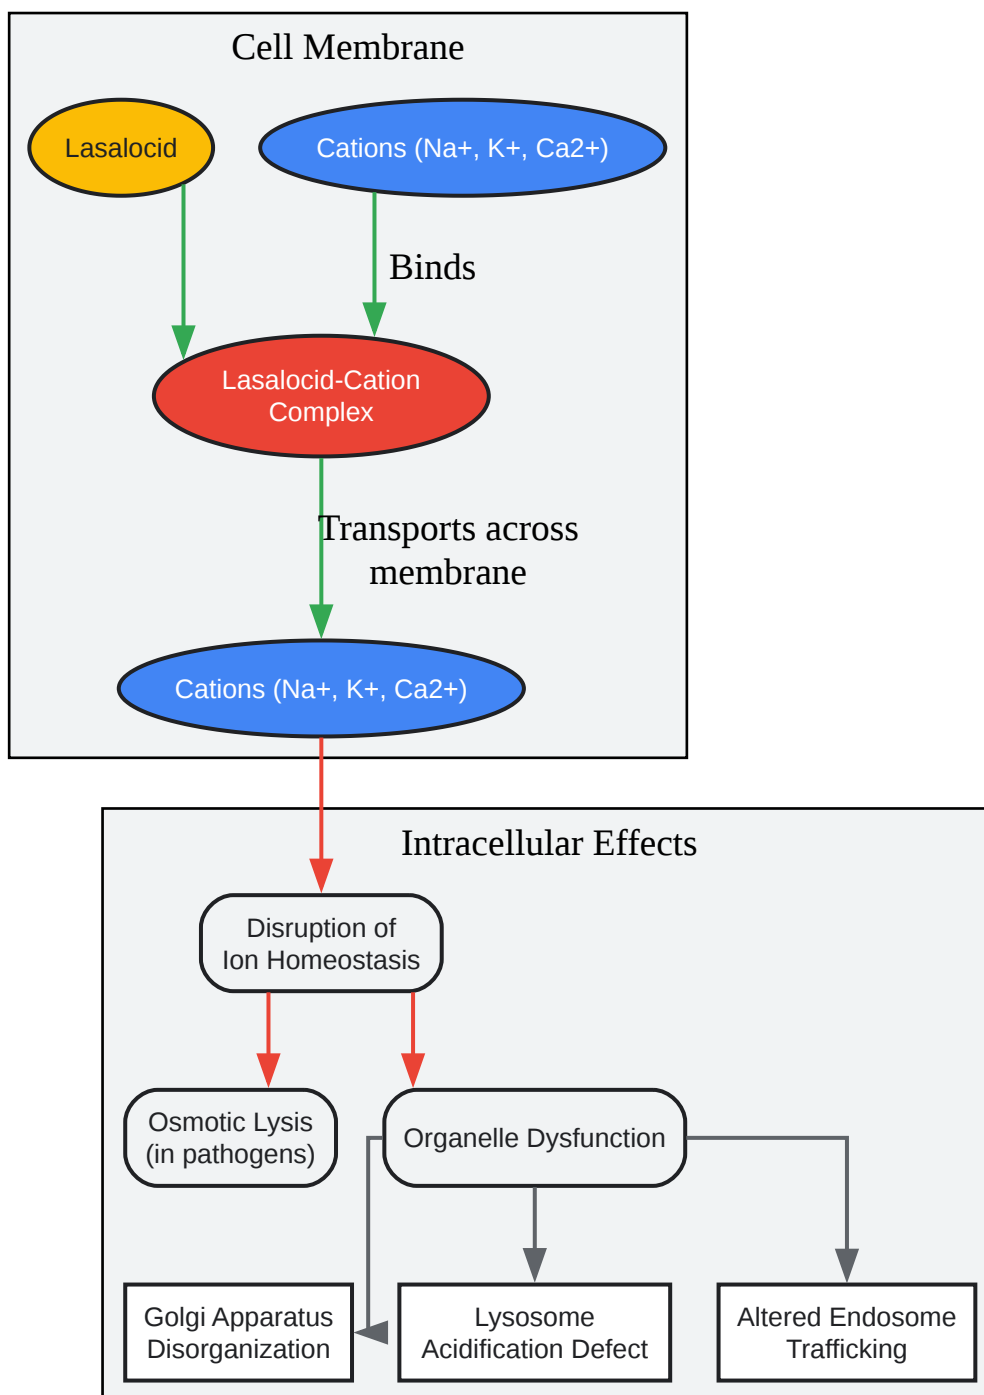 Cell Membrane
Lasalocid
Cations (Na+, K+, Ca2+)
Binds
Lasalocid-Cation
Complex
Transports across
membrane
Cations (Na+, K+, Ca2+)
Intracellular Effects
Disruption of
Ion Homeostasis
Osmotic Lysis
(in pathogens)
Organelle Dysfunction
Golgi Apparatus
Disorganization
Lysosome
Acidification Defect
Altered Endosome
Trafficking